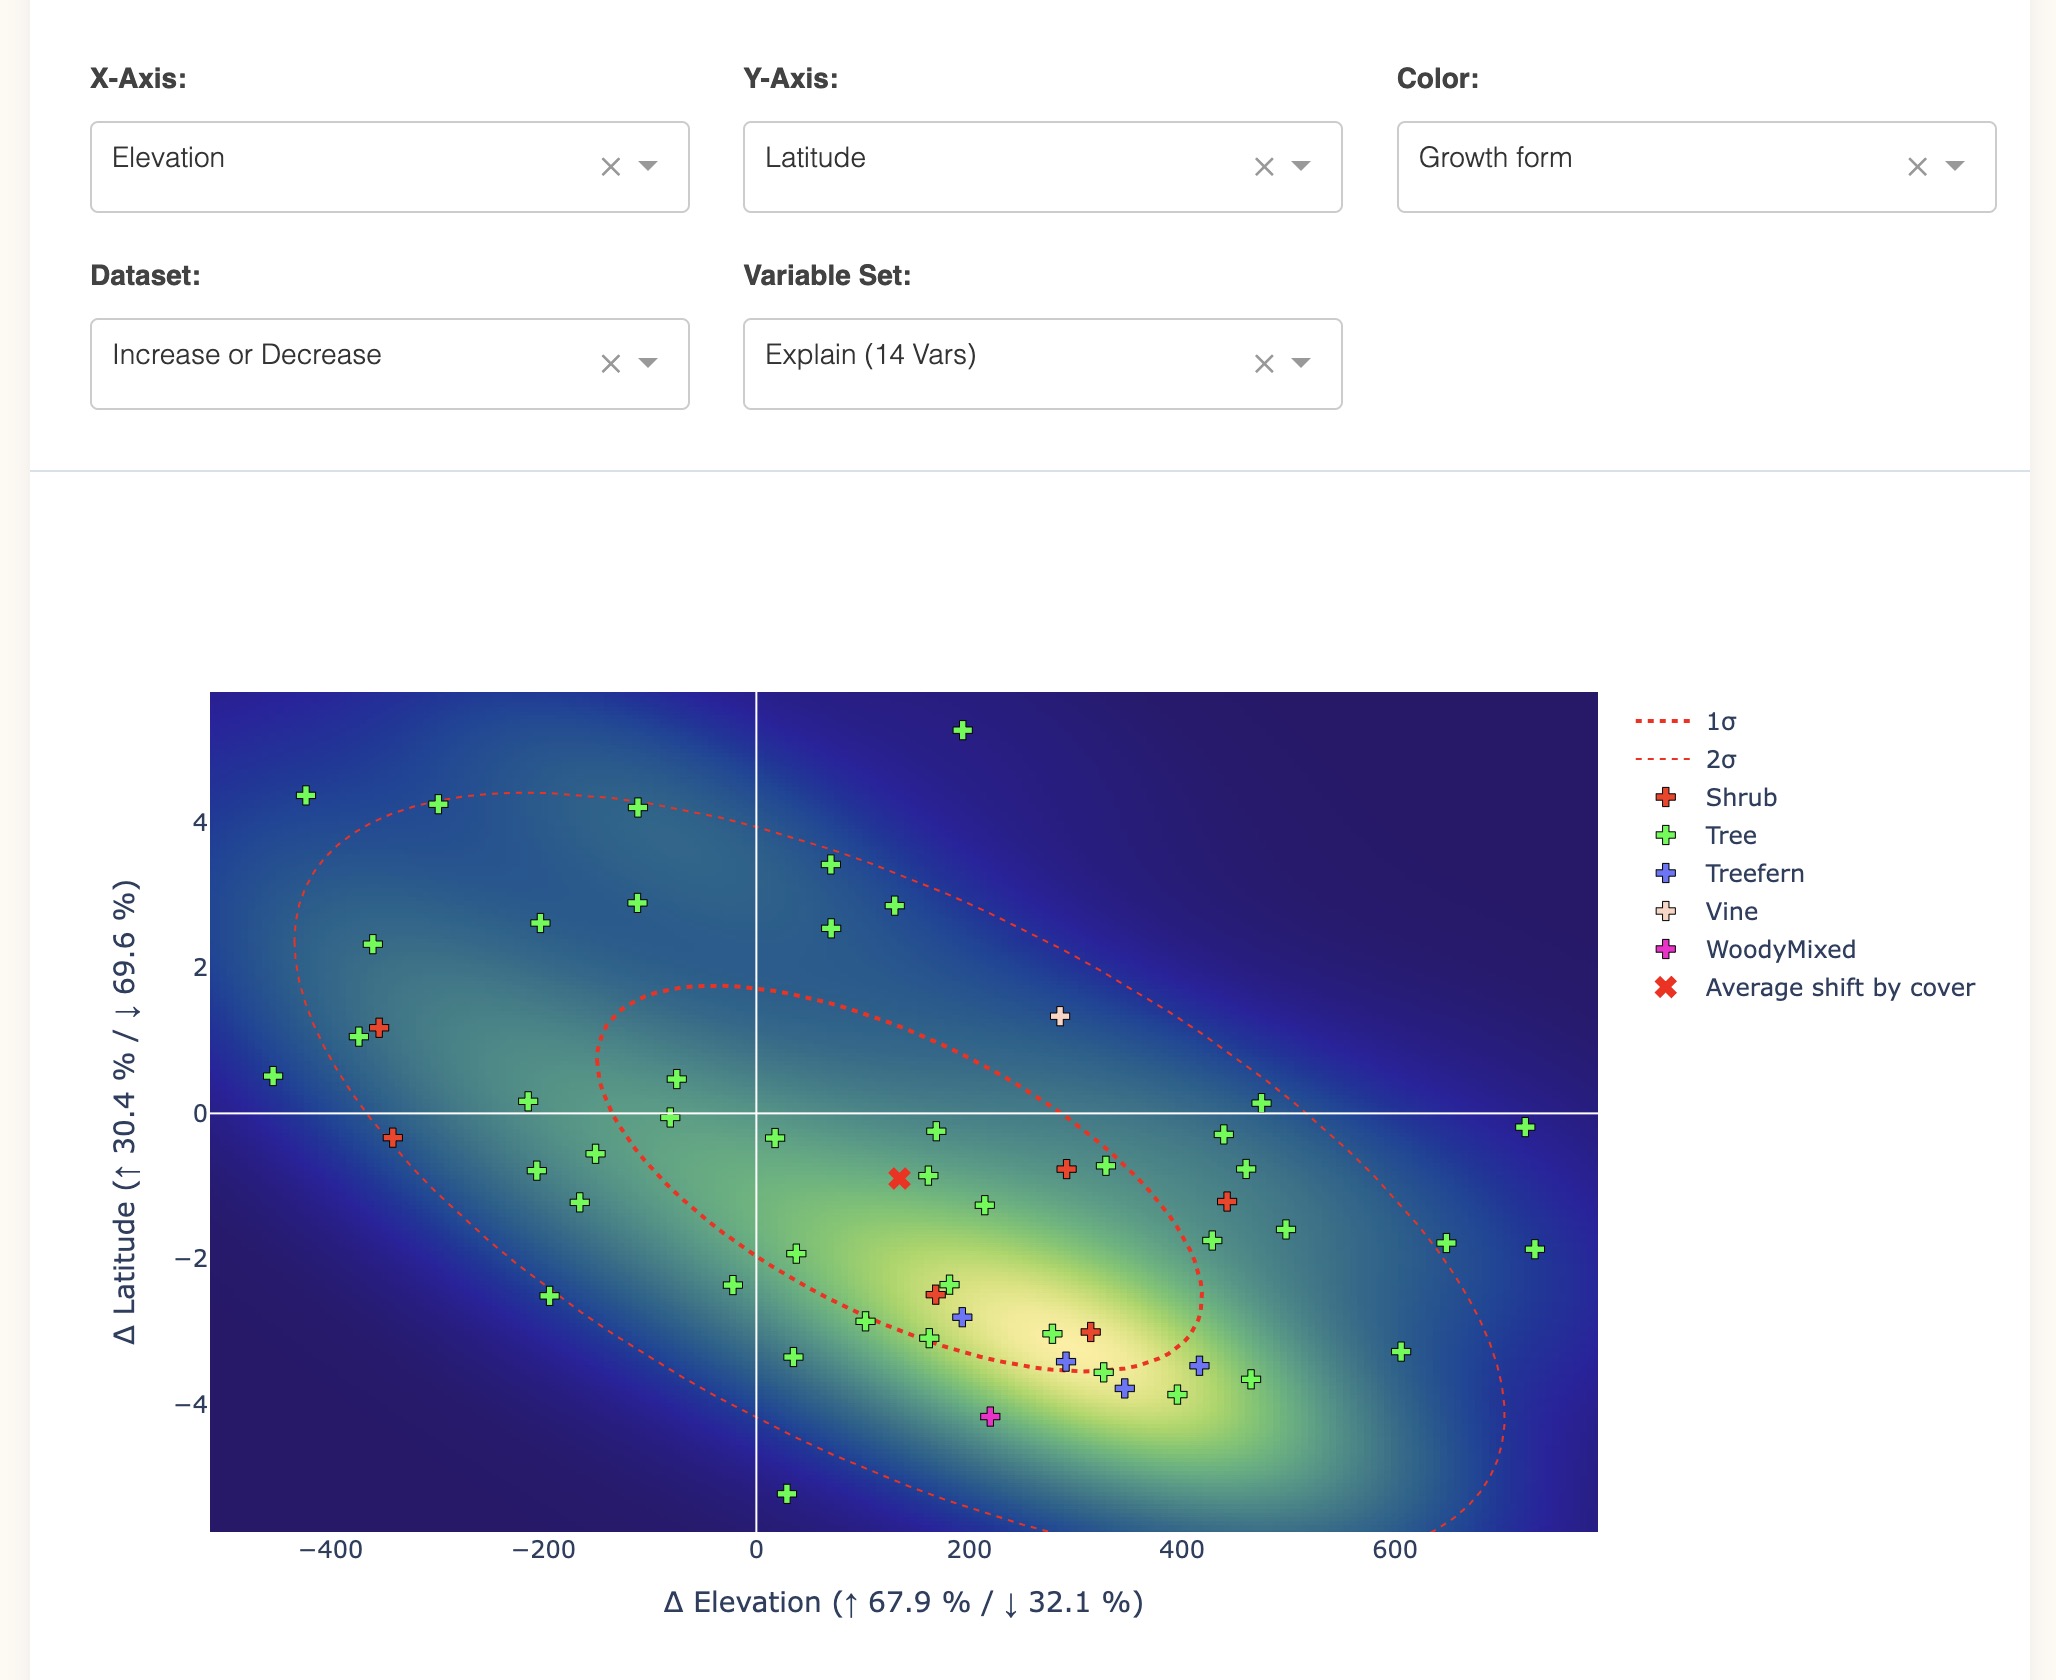 X-Axis:
Y-Axis:
Color:
Elevation
Latitude
Growth form
Dataset:
Variable Set:
Increase or Decrease
Explain (14 Vars)
1σ
2σ
Shrub
Tree
Treefern
Vine
WoodyMixed
Average shift by cover
Δ Latitude (↑ 30.4 % / ↓ 69.6 %)
4
2
0
−2
−4
−400
−200
0
200
400
600
Δ Elevation (↑ 67.9 % / ↓ 32.1 %)